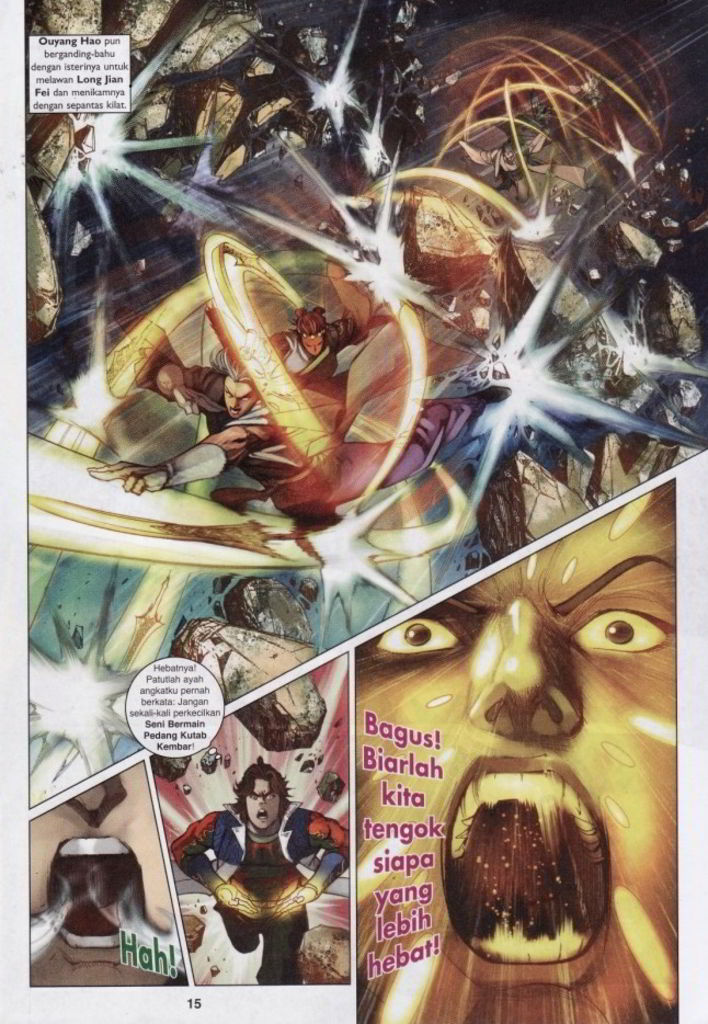 Ouyang Hao pun
berganding-bahu
dengan isterinya untuk
melawan Long Jian
Fei dan menikamnya
dengan sepantas kilat.
Hebatnya!
Patutlah ayah
angkatku pernah
berkata: Jangan
sekali-kali perkecilkan
Seni Bermain
Pedang Kutab
Kembar!
Bagus!
Biarlah
kita
tengok
siapa
yang
lebih
hebat!
Hah!
15